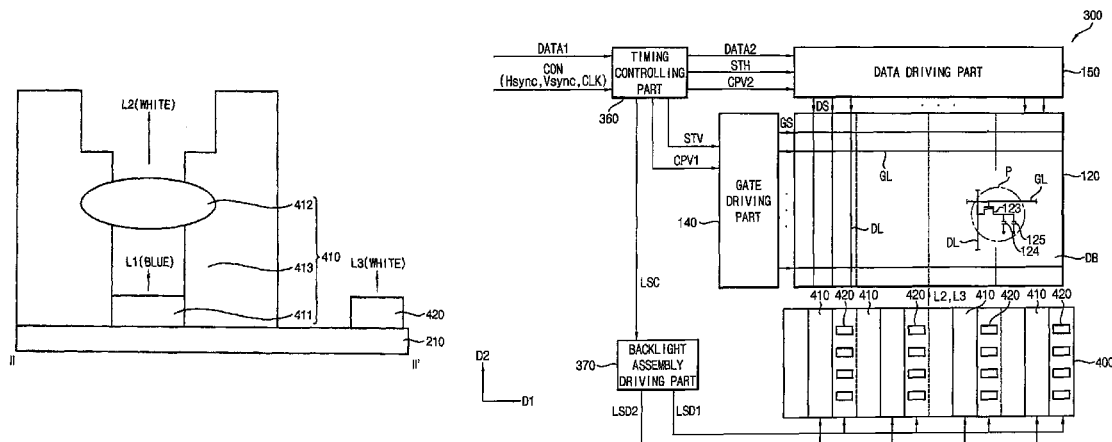 L2(WHITE)
412
L1(BLUE)
413
410
L3(WHITE)
411
420
210
II
II'
300
DATA1
CON
(Hsync,Vsync,CLK)
TIMING
CONTROLLING
PART
360
DATA2
STH
CPV2
DATA DRIVING PART
150
DS
GS
STV
CPV1
GATE
DRIVING
PART
140
GL
DL
P
GL
123
125
124
DL
DB
120
LSC
410
420
410
420
L2,L3
410
420
410
420
400
370
BACKLIGHT
ASSEMBLY
DRIVING PART
LSD2
LSD1
D2
D1